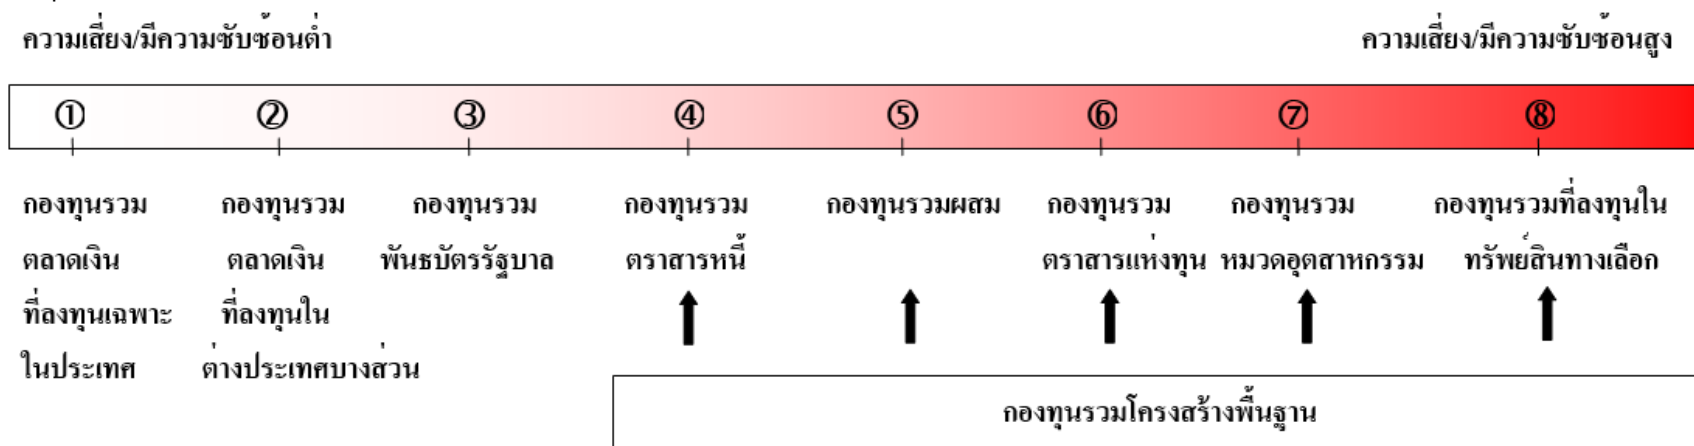 ความเสี่ยง/มีความซับซ้อนต่ำ ความเสี่ยง/มีความซับซ้อนสูง
① ② ③ ④ ⑤ ⑥ ⑦ ⑧
กองทุนรวม กองทุนรวม กองทุนรวม กองทุนรวม กองทุนรวมผสม กองทุนรวม กองทุนรวม กองทุนรวมที่ลงทุนใน
ตลาดเงิน ตลาดเงิน พันธบัตรรัฐบาล ตราสารหนี้ ตราสารแห่งทุน หมวดอุตสาหกรรม ทรัพย์สินทางเลือก
ที่ลงทุนเฉพาะ ที่ลงทุนใน
ในประเทศ ต่างประเทศบางส่วน
กองทุนรวมโครงสร้างพื้นฐาน